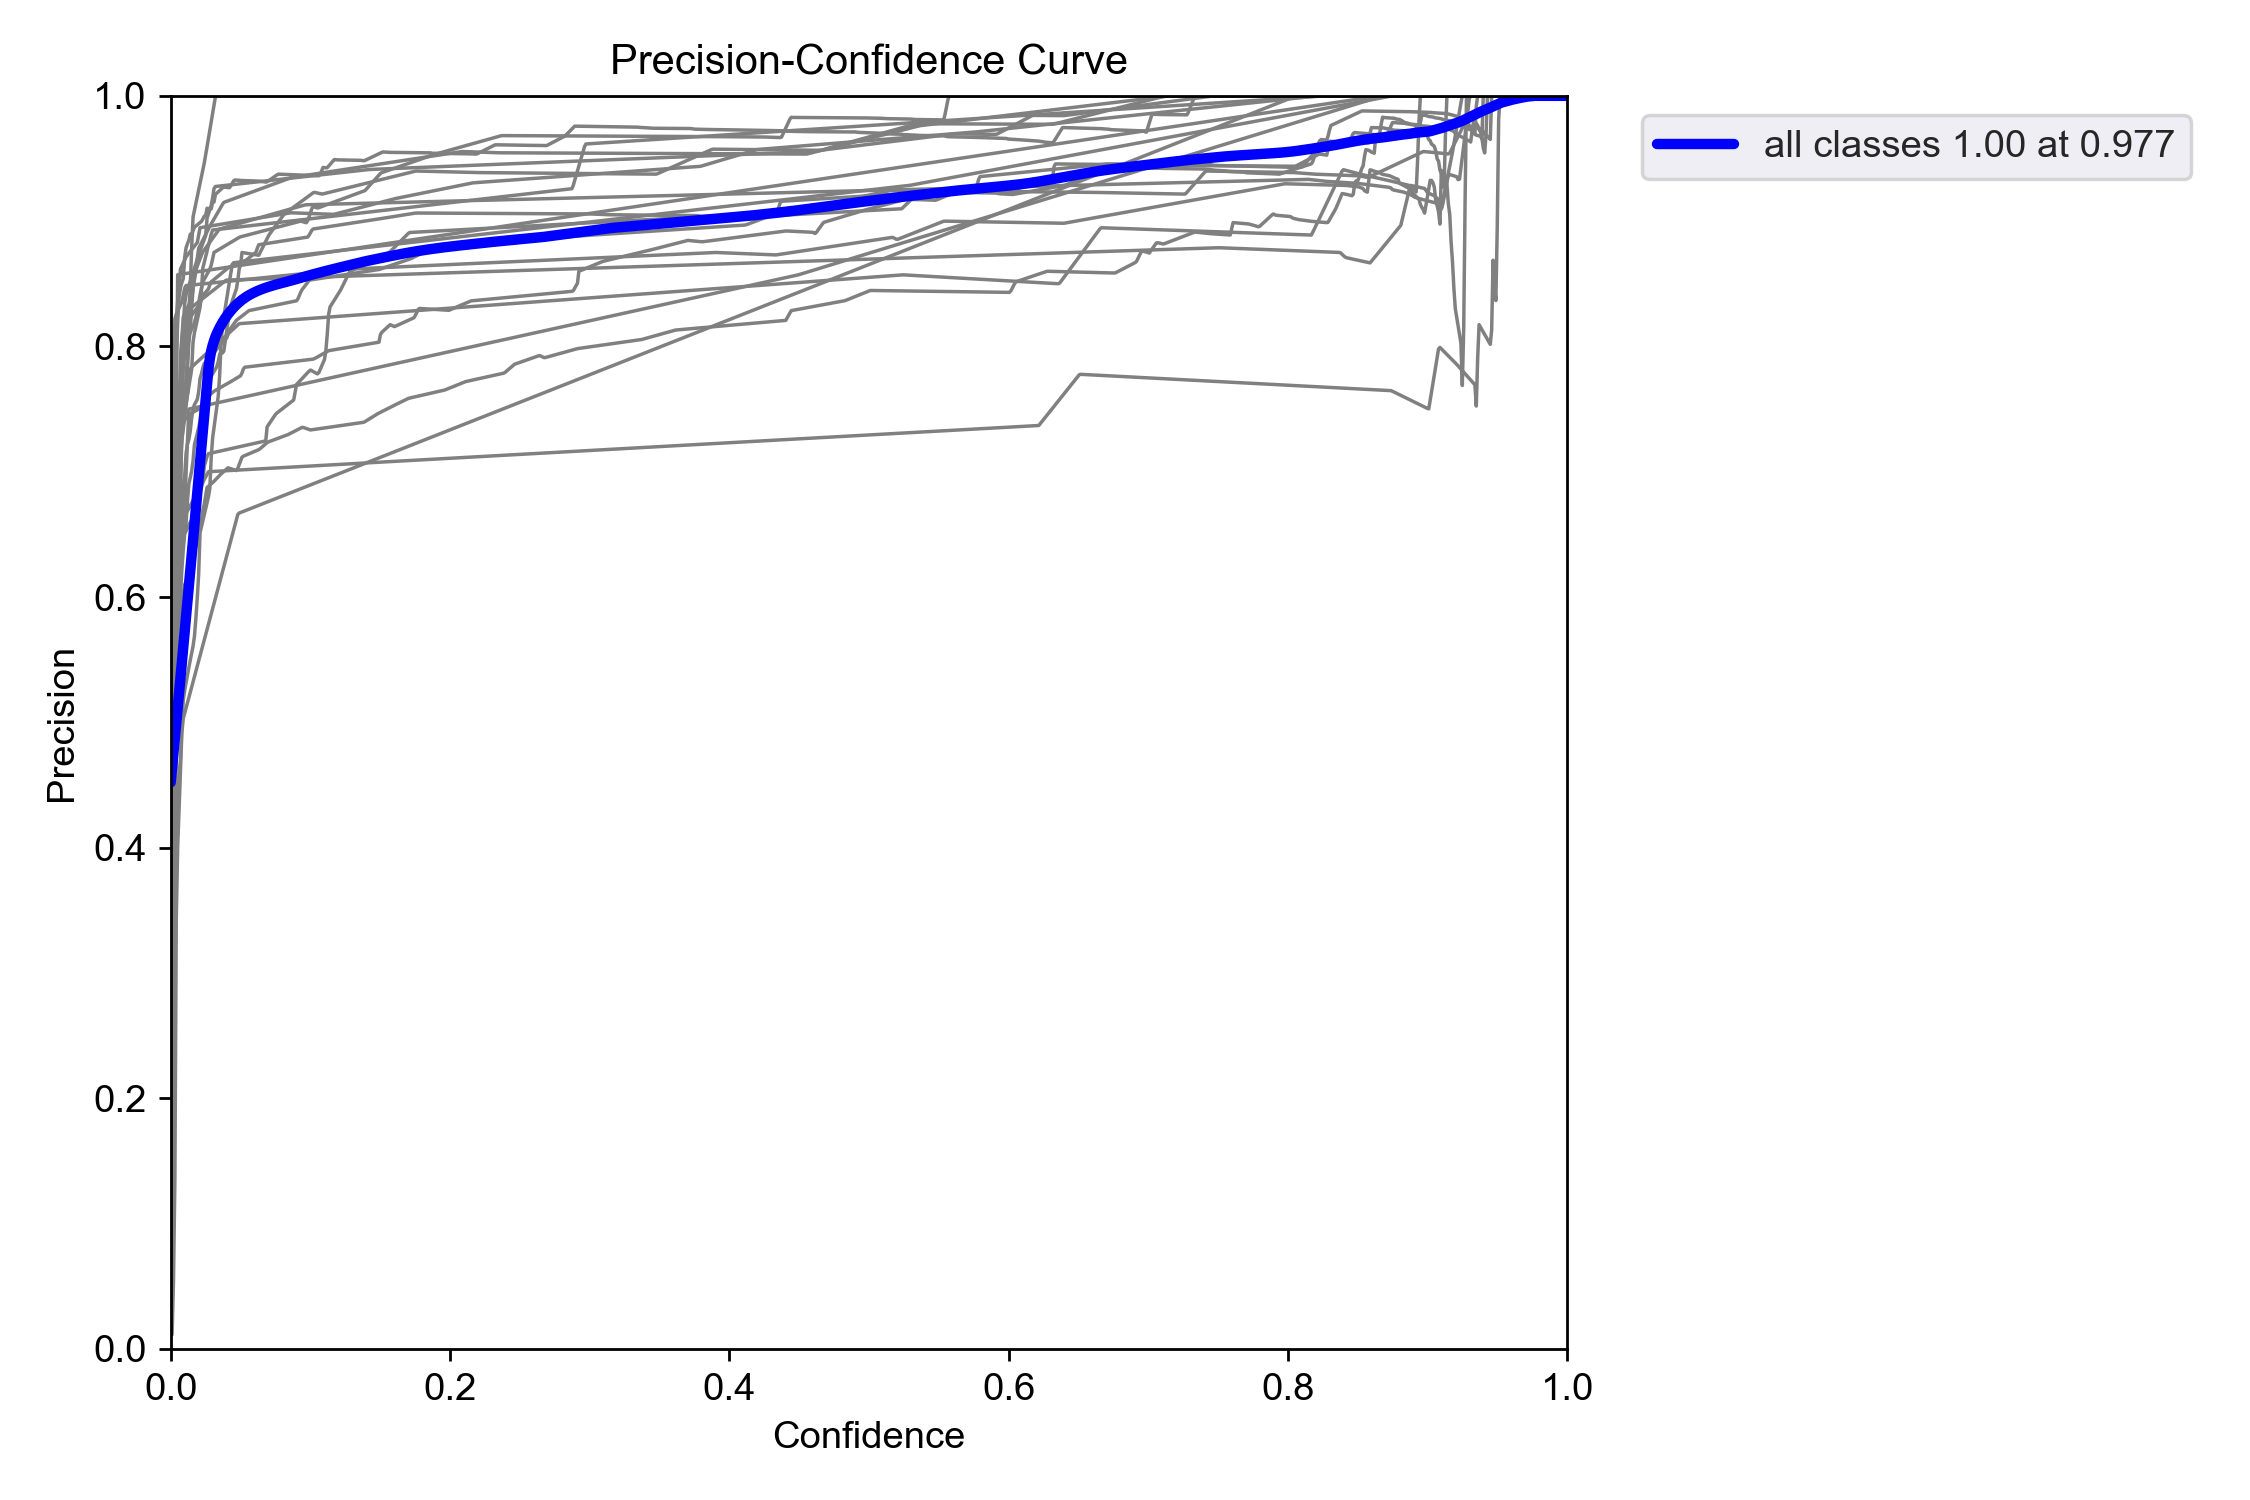 Precision-Confidence Curve
1.0
0.8
0.6
0.4
0.2
0.0
Precision
0.0 0.2 0.4 0.6 0.8 1.0
Confidence
all classes 1.00 at 0.977